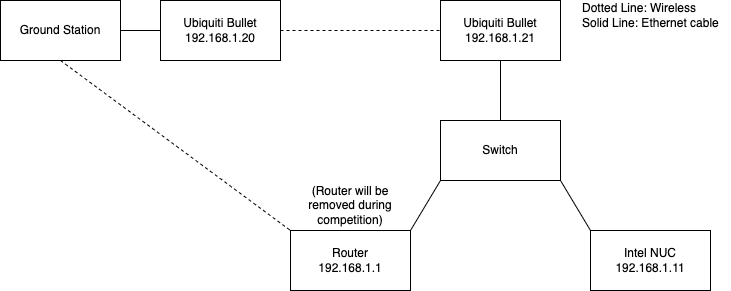 Ground Station
Ubiquiti Bullet
192.168.1.20
Ubiquiti Bullet
192.168.1.21
Dotted Line: Wireless
Solid Line: Ethernet cable
Switch
(Router will be
removed during
competition)
Router
192.168.1.1
Intel NUC
192.168.1.11